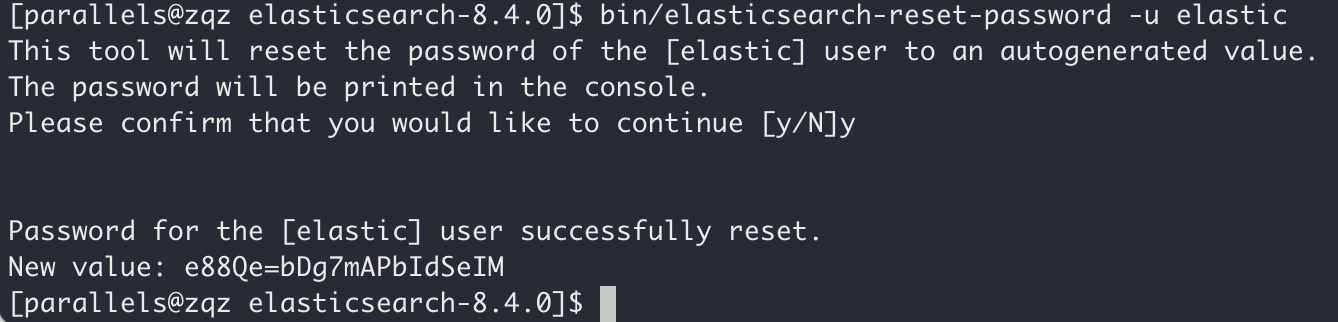 [parallels@zqz elasticsearch-8.4.0]$ bin/elasticsearch-reset-password -u elastic
This tool will reset the password of the [elastic] user to an autogenerated value.
The password will be printed in the console.
Please confirm that you would like to continue [y/N]y
Password for the [elastic] user successfully reset.
New value: e88Qe=bDg7mAPbIdSeIM
[parallels@zqz elasticsearch-8.4.0]$